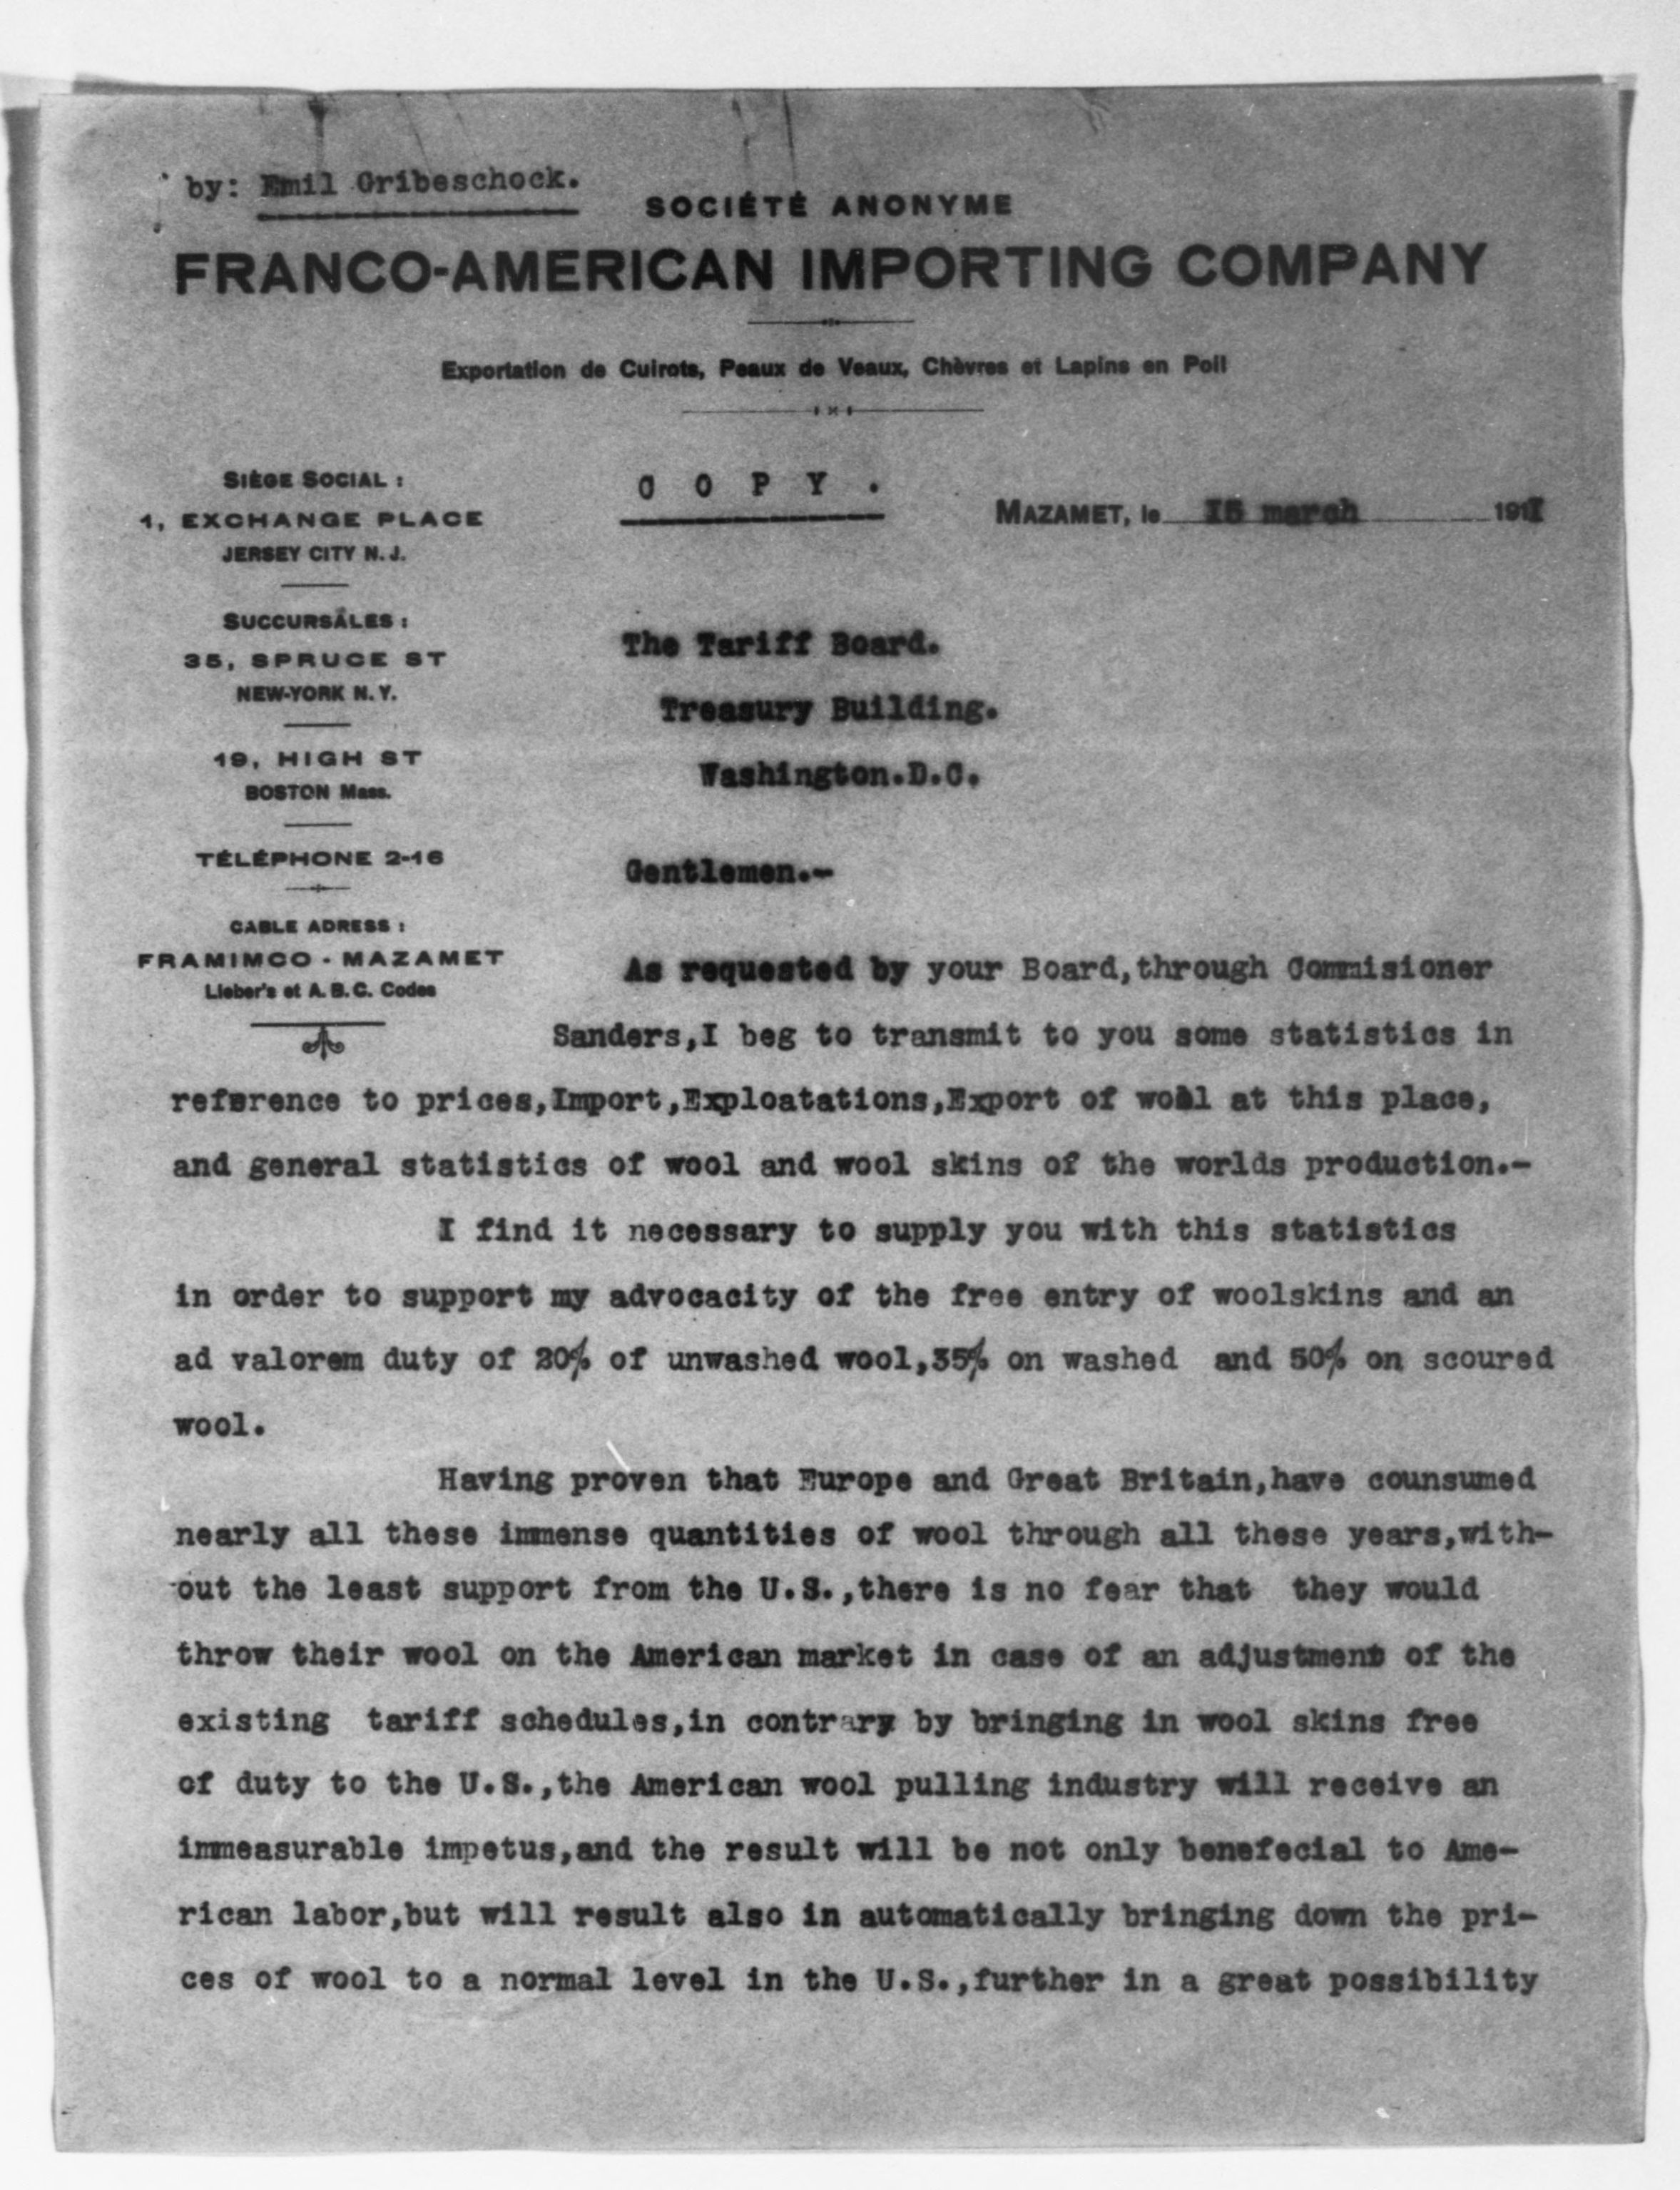 by: Emil Gribeschock.
SOCIÉTÉ ANONYME
FRANCO-AMERICAN IMPORTING COMPANY
Exportation de Cuirots, Peaux de Veaux, Chèvres et Lapins en Poil
SIÈGE SOCIAL :
1, EXCHANGE PLACE
JERSEY CITY N. J.
SUCCURSÂLES :
35, SPRUCE ST
NEW-YORK N. Y.
19, HIGH ST
BOSTON Mass.
TÉLÉPHONE 2-16
CABLE ADRESS :
FRAMIMCO - MAZAMET
Lieber's et A. B. C. Codes
C O P Y .
MAZAMET, le 15 march 1911
The Tariff Board.
Treasury Building.
Washington.D.C.
Gentlemen.-
As requested by your Board,through Commisioner
Sanders,I beg to transmit to you some statistics in
reference to prices,Import,Exploatations,Export of wool at this place,
and general statistics of wool and wool skins of the worlds production.-
I find it necessary to supply you with this statistics
in order to support my advocacity of the free entry of woolskins and an
ad valorem duty of 20% of unwashed wool,35% on washed and 50% on scoured
wool.
Having proven that Europe and Great Britain,have counsumed
nearly all these immense quantities of wool through all these years,with-
out the least support from the U.S.,there is no fear that they would
throw their wool on the American market in case of an adjustment of the
existing tariff schedules,in contrary by bringing in wool skins free
of duty to the U.S.,the American wool pulling industry will receive an
immeasurable impetus,and the result will be not only benefecial to Ame-
rican labor,but will result also in automatically bringing down the pri-
ces of wool to a normal level in the U.S.,further in a great possibility